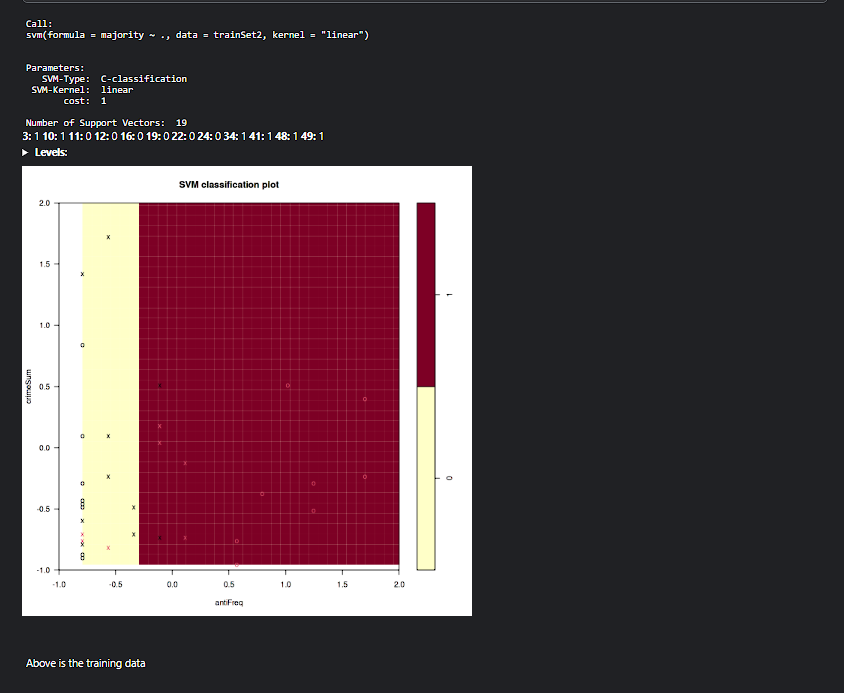 Call:
svm(formula = majority ~ ., data = trainSet2, kernel = "linear")
Parameters:
SVM-Type: C-classification
SVM-Kernel: linear
cost: 1
Number of Support Vectors: 19
3: 1 10: 1 11: 0 12: 0 16: 0 19: 0 22: 0 24: 0 34: 1 41: 1 48: 1 49: 1
▶ Levels:
SVM classification plot
2.0
1.5
1.0
0.5
0.0
-0.5
-1.0
crimeSum
-1.0 -0.5 0.0 0.5 1.0 1.5 2.0
antiFreq
1
0
Above is the training data